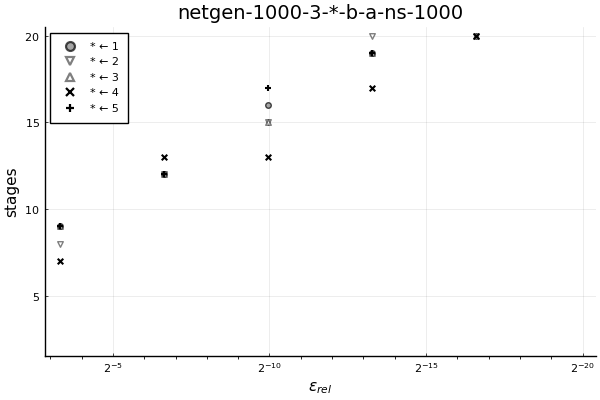 netgen-1000-3-*-b-a-ns-1000
20
15
10
5
stages
* ← 1
* ← 2
* ← 3
* ← 4
* ← 5
2⁻⁵ 2⁻¹⁰ 2⁻¹⁵ 2⁻²⁰
ε_rel